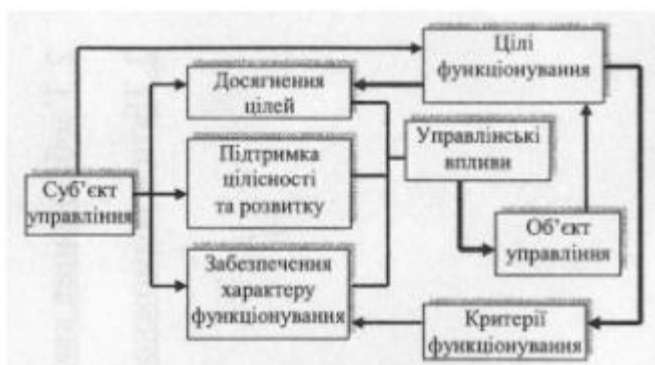 Цілі
функціонування
Досягнення
цілей
Управлінські
впливи
Підтримка
цілісності
та розвитку
Суб’єкт
управління
Об’єкт
управління
Забезпечення
характеру
функціонування
Критерії
функціонування